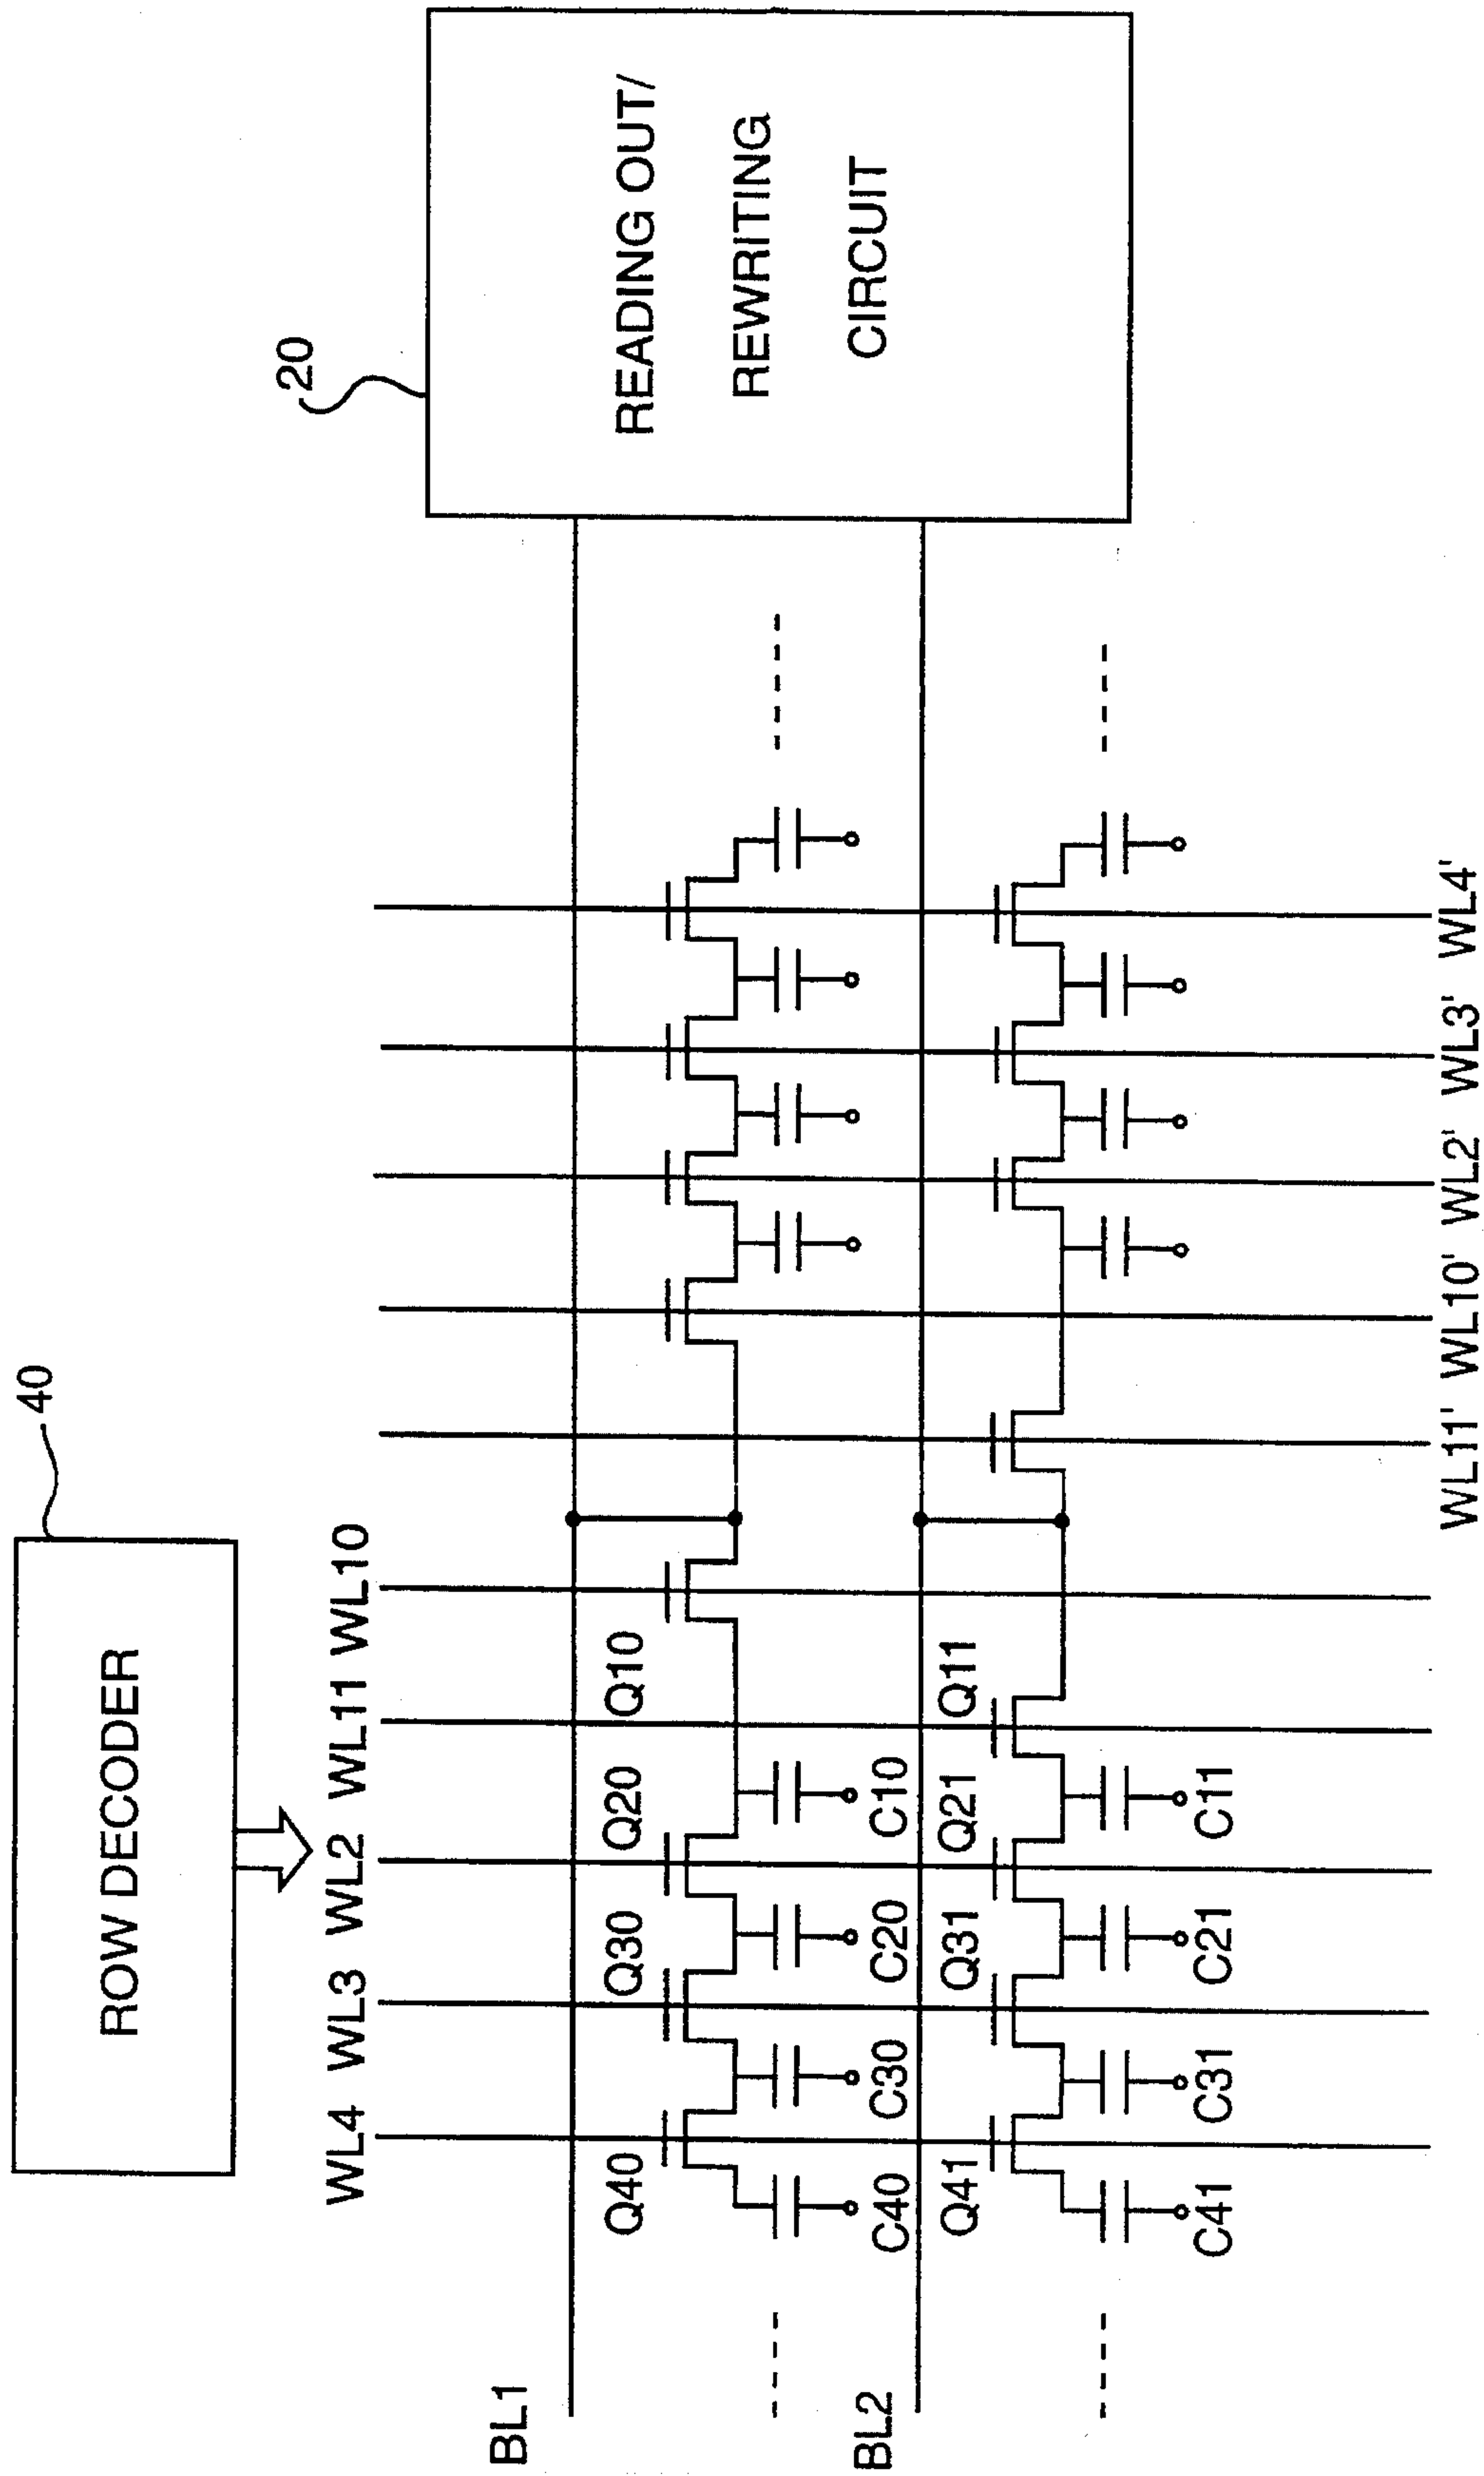 40
ROW DECODER
20
READING OUT/
REWRITING
CIRCUIT
WL4 WL3 WL2 WL11 WL10
BL1
Q40 Q30 Q20 Q10
C40 C30 C20 C10
BL2
Q41 Q31 Q21 Q11
C41 C31 C21 C11
WL11' WL10' WL2' WL3' WL4'